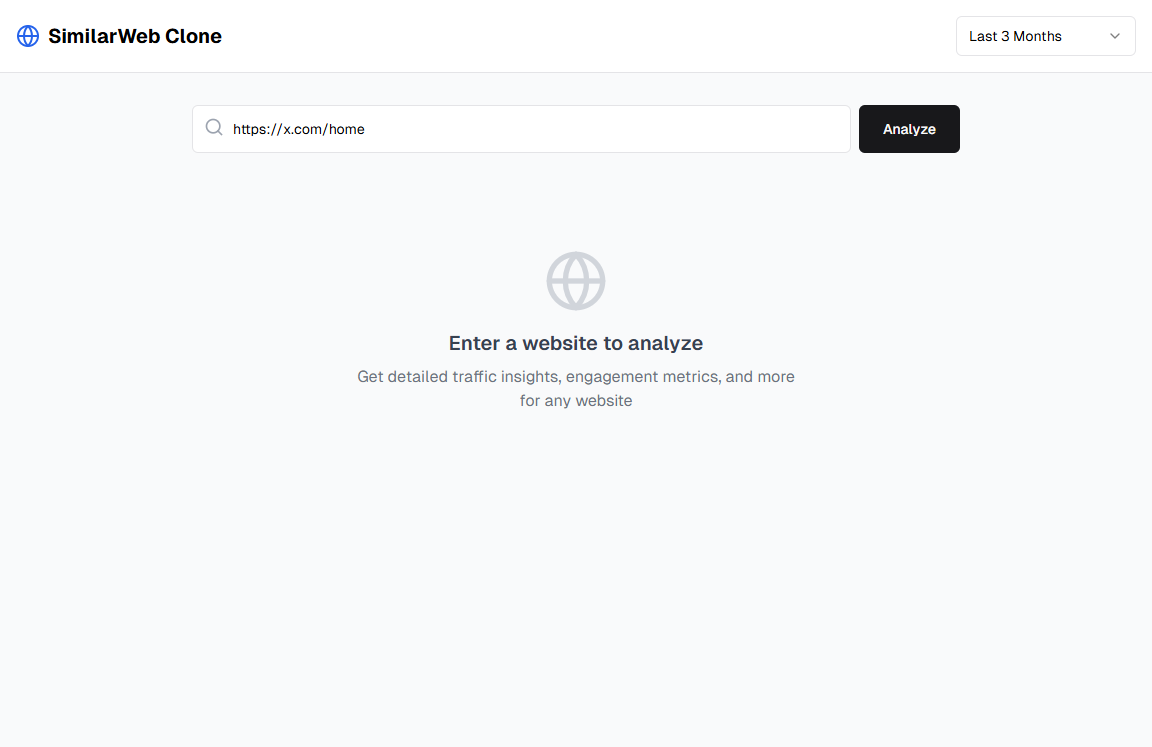 SimilarWeb Clone
Last 3 Months
https://x.com/home
Analyze
Enter a website to analyze
Get detailed traffic insights, engagement metrics, and more
for any website